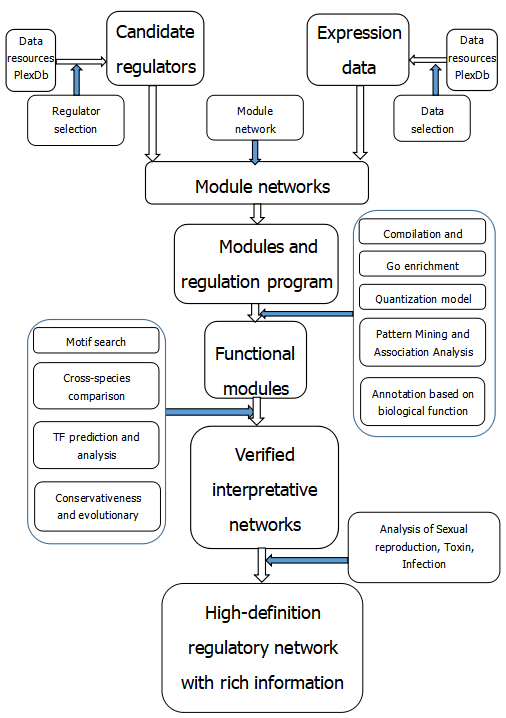 Data
resources
PlexDb
Candidate
regulators
Expression
data
Data
resources
PlexDb
Regulator
selection
Module
network
Data
selection
Module networks
Modules and
regulation program
Compilation and
Go enrichment
Quantization model
Pattern Mining and
Association Analysis
Annotation based on
biological function
Functional
modules
Motif search
Cross-species
comparison
TF prediction and
analysis
Conservativeness
and evolutionary
Verified
interpretative
networks
Analysis of Sexual
reproduction, Toxin,
Infection
High-definition
regulatory network
with rich information